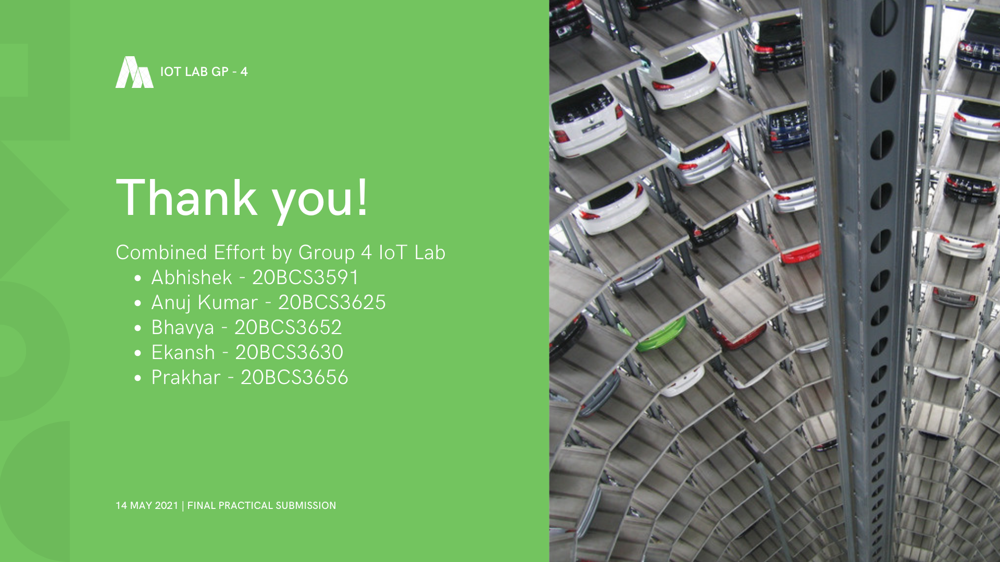 IOT LAB GP - 4
Thank you!
Combined Effort by Group 4 IoT Lab
• Abhishek - 20BCS3591
• Anuj Kumar - 20BCS3625
• Bhavya - 20BCS3652
• Ekansh - 20BCS3630
• Prakhar - 20BCS3656
14 MAY 2021 | FINAL PRACTICAL SUBMISSION